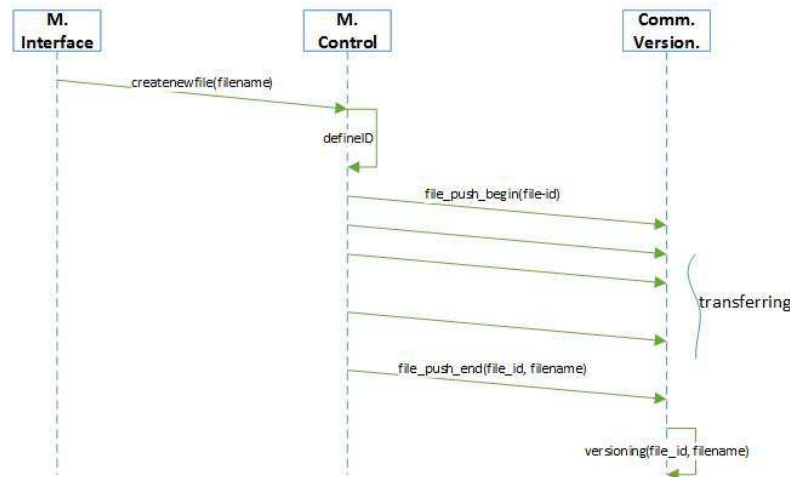 M.
Interface
M.
Control
Comm.
Version.
createnewfile(filename)
defineID
file_push_begin(file-id)
transferring
file_push_end(file_id, filename)
versioning(file_id, filename)